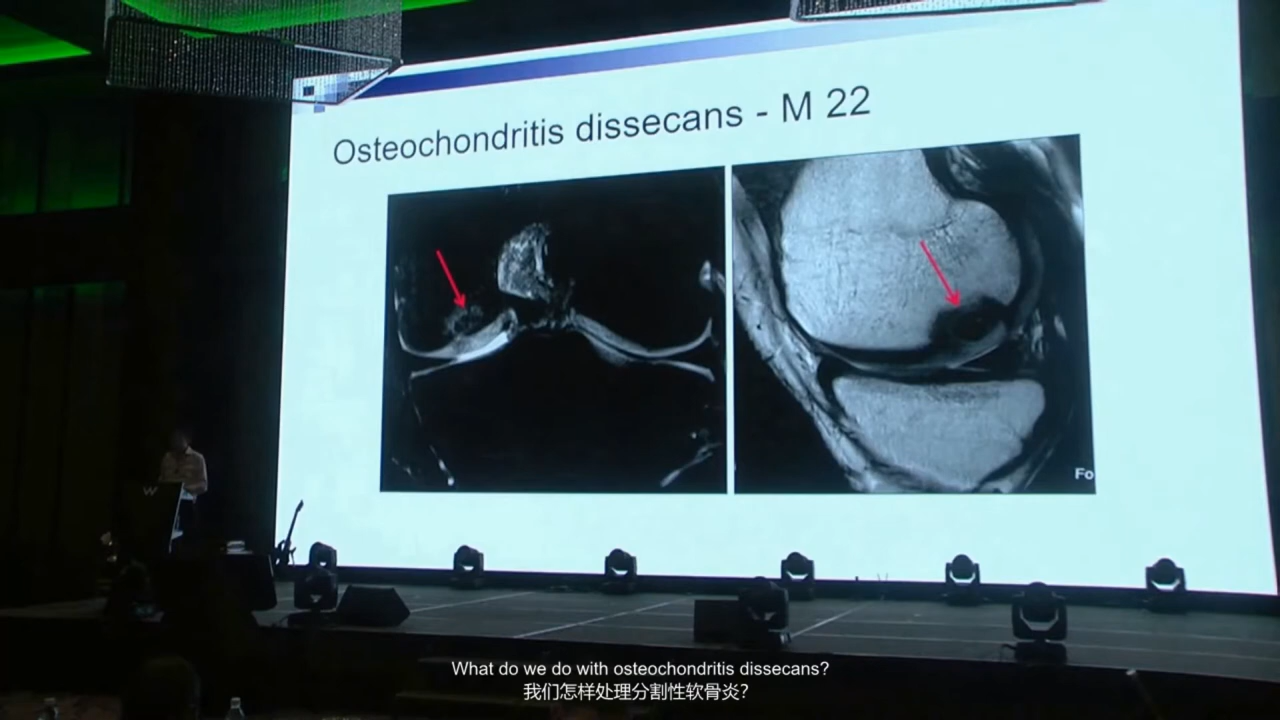 Osteochondritis dissecans - M 22
Fo
W
What do we do with osteochondritis dissecans?
我们怎样处理分割性软骨炎?